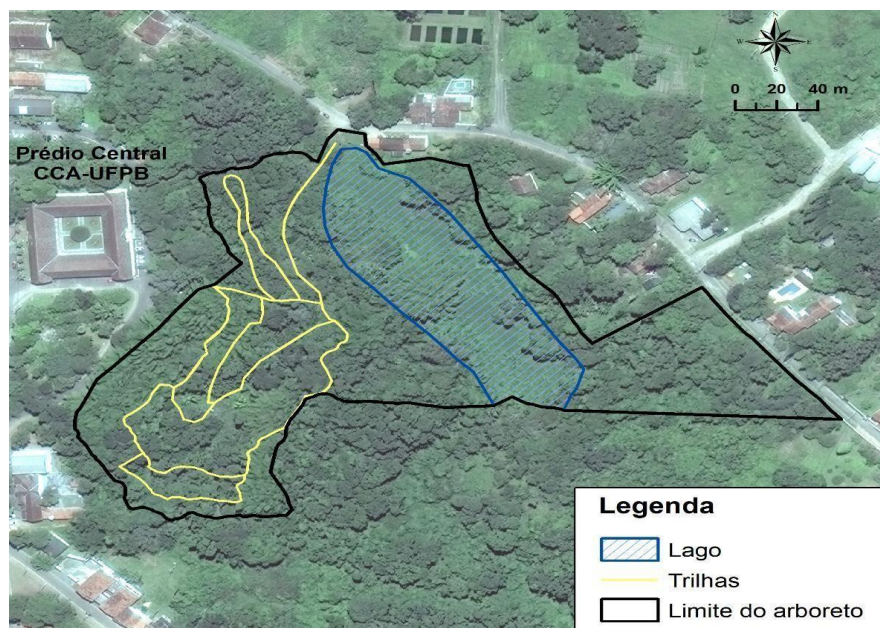 N
W E
S
0 20 40 m
Prédio Central
CCA-UFPB
Legenda
Lago
Trilhas
Limite do arboreto